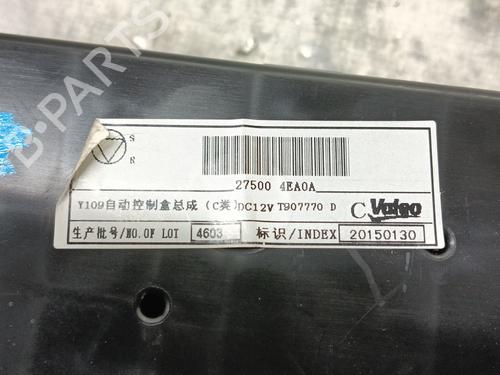 S
R
27500 4EA0A
Y109自动控制盒总成 (C类)DC12V T907770 D C Valeo
生产批号/NO.OF LOT 4603 标识/INDEX 20150130
B-PARTS